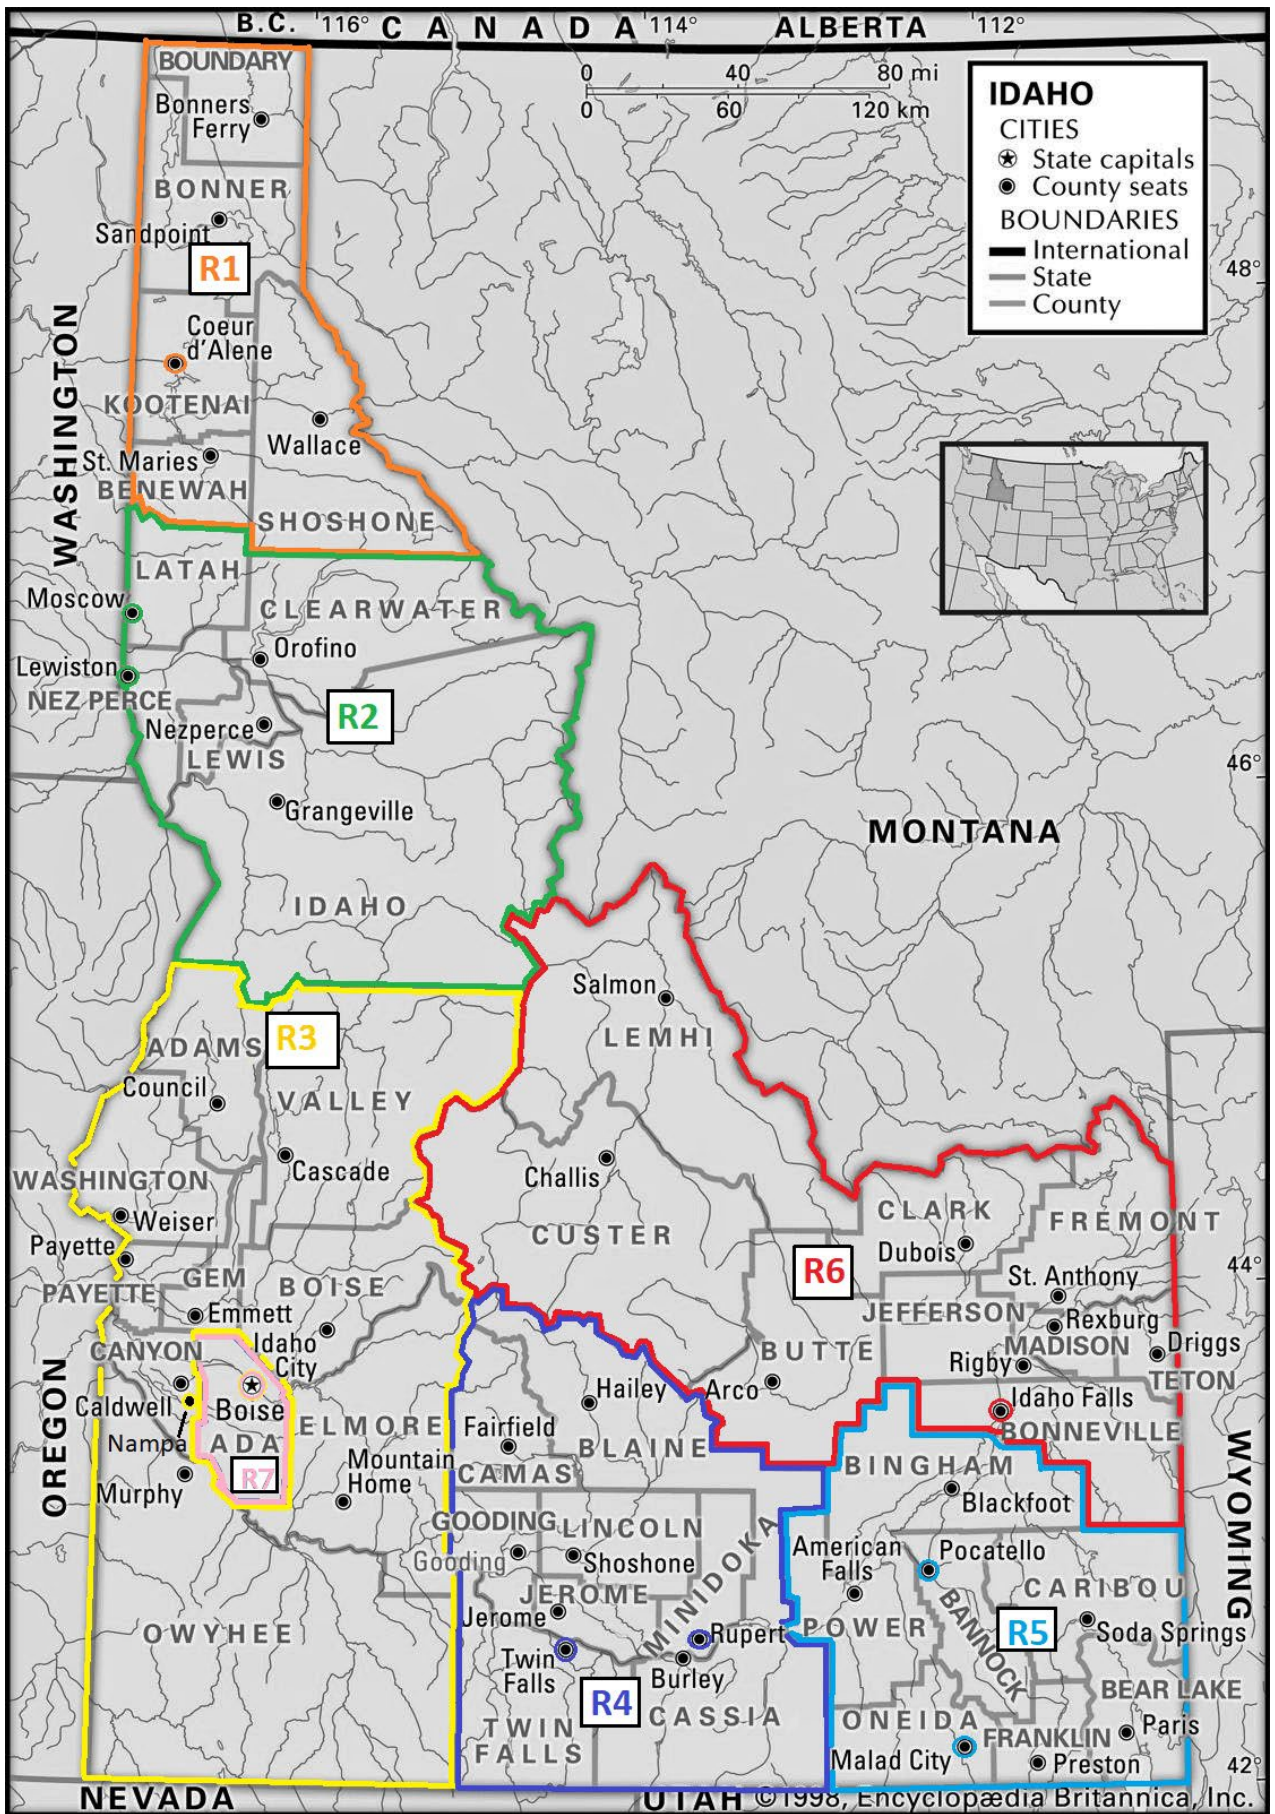 B.C. 116° CANADA 114° ALBERTA 112°
0 40 80 mi
0 60 120 km
IDAHO
CITIES
State capitals
County seats
BOUNDARIES
International
State
County
48°
46°
44°
42°
WASHINGTON
OREGON
MONTANA
WYOMING
NEVADA
UTAH ©1998, Encyclopædia Britannica, Inc.
BOUNDARY
Bonners
Ferry
BONNER
Sandpoint
R1
Coeur
d'Alene
KOOTENAI
Wallace
St. Maries
BENEWAH
SHOSHONE
LATAH
Moscow
CLEARWATER
Orofino
Lewiston
NEZ PERCE
R2
Nezperce
LEWIS
Grangeville
IDAHO
Salmon
LEMHI
R3
ADAMS
Council
VALLEY
Cascade
Challis
WASHINGTON
Weiser
CUSTER
CLARK
FREMONT
Payette
Dubois
R6
PAYETTE
GEM
BOISE
St. Anthony
Emmett
JEFFERSON
Rexburg
Idaho
City
CANYON
BUTTE
MADISON
Driggs
Rigby
TETON
Caldwell
Boise
Hailey
Arco
Idaho Falls
Nampa
ADA
ELMORE
Fairfield
BLAINE
BONNEVILLE
R7
Mountain
Home
CAMAS
BINGHAM
Murphy
Blackfoot
GOODING
LINCOLN
MINIDOKA
American
Falls
Pocatello
Gooding
Shoshone
JEROME
CARIBOU
Jerome
Rupert
POWER
BANNOCK
R5
Soda Springs
OWYHEE
Twin
Falls
Burley
R4
BEAR LAKE
CASSIA
ONEIDA
Paris
TWIN
FALLS
FRANKLIN
Malad City
Preston